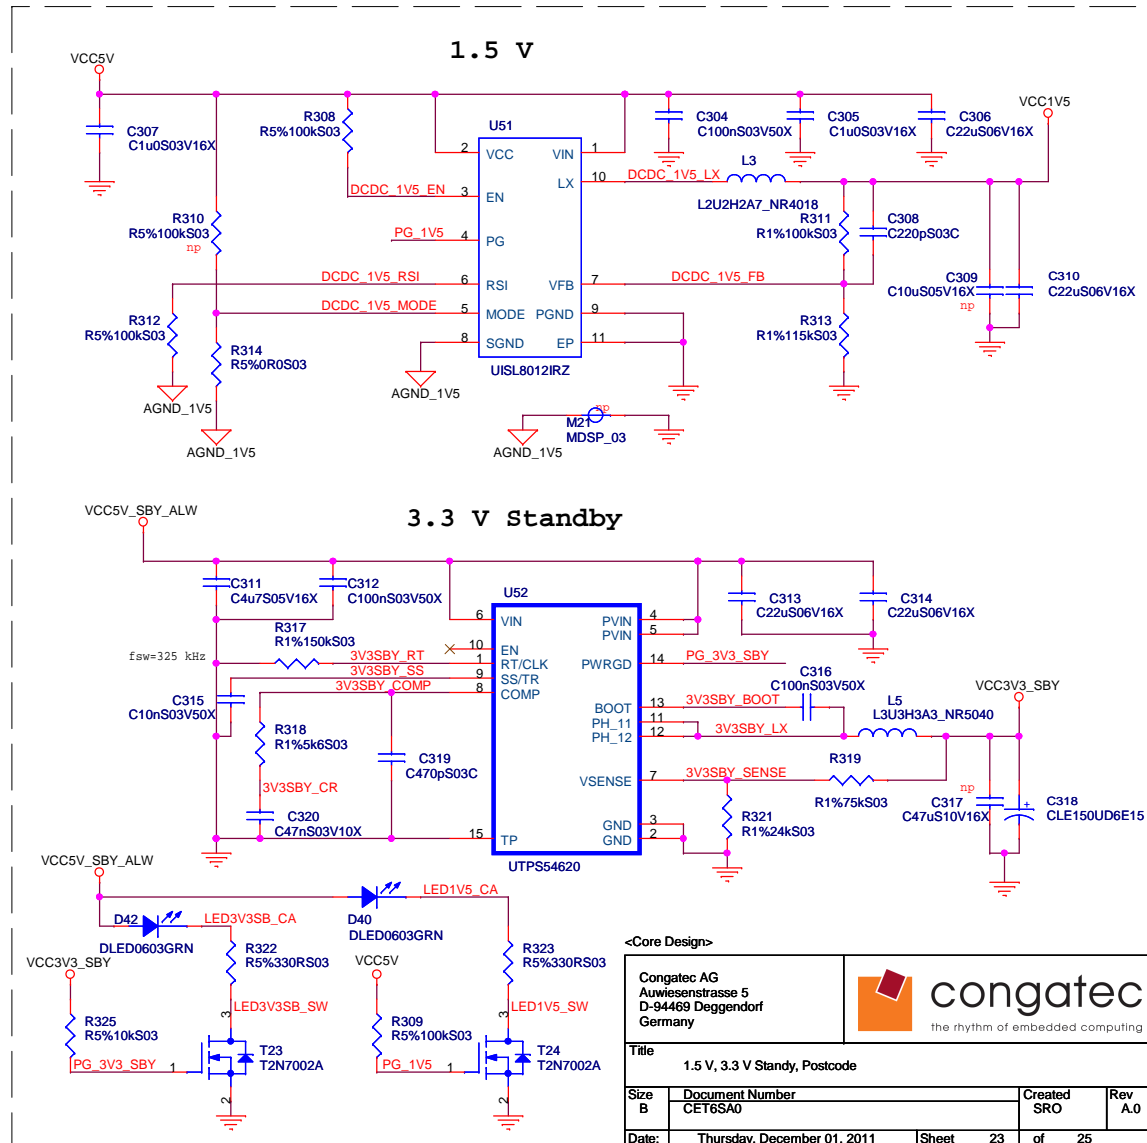 1.5 V
VCC5V
C307
C1u0S03V16X
R308
R5%100kS03
U51
C304
C100nS03V50X
C305
C1u0S03V16X
C306
C22uS06V16X
VCC1V5
2 VCC VIN 1
LX 10 DCDC_1V5_LX
L3
L2U2H2A7_NR4018
DCDC_1V5_EN 3 EN
R310
R5%100kS03
np
PG_1V5 4 PG
R311
R1%100kS03
C308
C220pS03C
DCDC_1V5_RSI 6 RSI VFB 7 DCDC_1V5_FB
C309
C10uS05V16X
np
C310
C22uS06V16X
DCDC_1V5_MODE 5 MODE PGND 9
R312
R5%100kS03
R313
R1%115kS03
8 SGND EP 11
R314
R5%0R0S03
UISL8012IRZ
AGND_1V5
AGND_1V5
np
M21
MDSP_03
AGND_1V5
AGND_1V5
3.3 V Standby
VCC5V_SBY_ALW
C311
C4u7S05V16X
C312
C100nS03V50X
U52
C313
C22uS06V16X
C314
C22uS06V16X
6 VIN PVIN 4
PVIN 5
R317
R1%150kS03
10 EN
fsw=325 kHz
3V3SBY_RT 1 RT/CLK PWRGD 14 PG_3V3_SBY
3V3SBY_SS 9 SS/TR
3V3SBY_COMP 8 COMP
C316
C100nS03V50X
C315
C10nS03V50X
BOOT 13 3V3SBY_BOOT
PH_11 11
PH_12 12 3V3SBY_LX
L5
L3U3H3A3_NR5040
VCC3V3_SBY
R318
R1%5k6S03
C319
C470pS03C
R319
R1%75kS03
VSENSE 7 3V3SBY_SENSE
3V3SBY_CR
np
C317
C47uS10V16X
+
C318
CLE150UD6E15
C320
C47nS03V10X
R321
R1%24kS03
GND 3
15 TP GND 2
UTPS54620
VCC5V_SBY_ALW
LED1V5_CA
D42
DLED0603GRN
LED3V3SB_CA
D40
DLED0603GRN
VCC3V3_SBY
R322
R5%330RS03
VCC5V
R323
R5%330RS03
LED3V3SB_SW
LED1V5_SW
R325
R5%10kS03
3
R309
R5%100kS03
3
PG_3V3_SBY 1
T23
T2N7002A
PG_1V5 1
T24
T2N7002A
2
2
<Core Design>
Congatec AG
Auwiesenstrasse 5
D-94469 Deggendorf
Germany
congatec
the rhythm of embedded computing
Title
1.5 V, 3.3 V Standy, Postcode
Size Document Number Created Rev
B CET6SA0 SRO A.0
Date: Thursday, December 01, 2011 Sheet 23 of 25